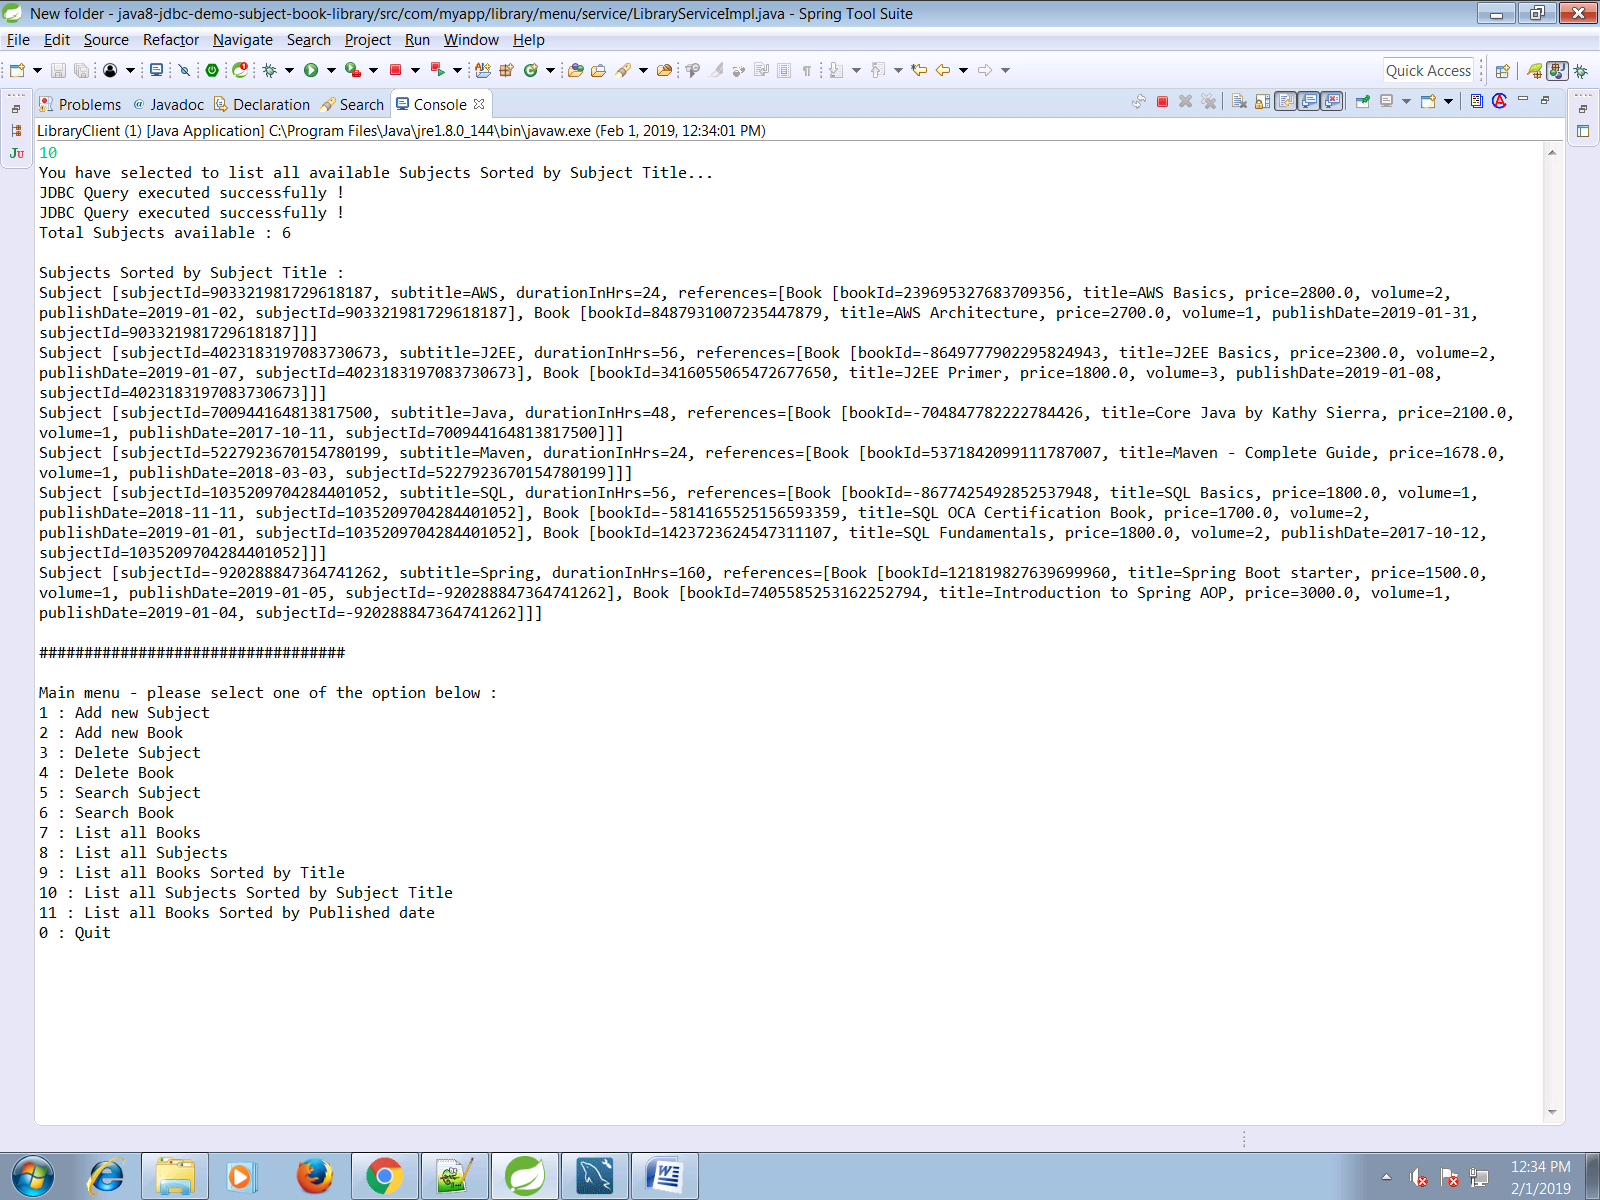 New folder - java8-jdbc-demo-subject-book-library/src/com/myapp/library/menu/service/LibraryServiceImpl.java - Spring Tool Suite
File Edit Source Refactor Navigate Search Project Run Window Help
Quick Access
Problems @ Javadoc Declaration Search Console
LibraryClient (1) [Java Application] C:\Program Files\Java\jre1.8.0_144\bin\javaw.exe (Feb 1, 2019, 12:34:01 PM)
Ju
10
You have selected to list all available Subjects Sorted by Subject Title...
JDBC Query executed successfully !
JDBC Query executed successfully !
Total Subjects available : 6
Subjects Sorted by Subject Title :
Subject [subjectId=903321981729618187, subtitle=AWS, durationInHrs=24, references=[Book [bookId=239695327683709356, title=AWS Basics, price=2800.0, volume=2,
publishDate=2019-01-02, subjectId=903321981729618187], Book [bookId=8487931007235447879, title=AWS Architecture, price=2700.0, volume=1, publishDate=2019-01-31,
subjectId=903321981729618187]]]
Subject [subjectId=4023183197083730673, subtitle=J2EE, durationInHrs=56, references=[Book [bookId=-8649777902295824943, title=J2EE Basics, price=2300.0, volume=2,
publishDate=2019-01-07, subjectId=4023183197083730673], Book [bookId=3416055065472677650, title=J2EE Primer, price=1800.0, volume=3, publishDate=2019-01-08,
subjectId=4023183197083730673]]]
Subject [subjectId=700944164813817500, subtitle=Java, durationInHrs=48, references=[Book [bookId=-704847782222784426, title=Core Java by Kathy Sierra, price=2100.0,
volume=1, publishDate=2017-10-11, subjectId=700944164813817500]]]
Subject [subjectId=5227923670154780199, subtitle=Maven, durationInHrs=24, references=[Book [bookId=5371842099111787007, title=Maven - Complete Guide, price=1678.0,
volume=1, publishDate=2018-03-03, subjectId=5227923670154780199]]]
Subject [subjectId=1035209704284401052, subtitle=SQL, durationInHrs=56, references=[Book [bookId=-8677425492852537948, title=SQL Basics, price=1800.0, volume=1,
publishDate=2018-11-11, subjectId=1035209704284401052], Book [bookId=-5814165525156593359, title=SQL OCA Certification Book, price=1700.0, volume=2,
publishDate=2019-01-01, subjectId=1035209704284401052], Book [bookId=1423723624547311107, title=SQL Fundamentals, price=1800.0, volume=2, publishDate=2017-10-12,
subjectId=1035209704284401052]]]
Subject [subjectId=-920288847364741262, subtitle=Spring, durationInHrs=160, references=[Book [bookId=121819827639699960, title=Spring Boot starter, price=1500.0,
volume=1, publishDate=2019-01-05, subjectId=-920288847364741262], Book [bookId=7405585253162252794, title=Introduction to Spring AOP, price=3000.0, volume=1,
publishDate=2019-01-04, subjectId=-920288847364741262]]]
##################################
Main menu - please select one of the option below :
1 : Add new Subject
2 : Add new Book
3 : Delete Subject
4 : Delete Book
5 : Search Subject
6 : Search Book
7 : List all Books
8 : List all Subjects
9 : List all Books Sorted by Title
10 : List all Subjects Sorted by Subject Title
11 : List all Books Sorted by Published date
0 : Quit
12:34 PM
2/1/2019